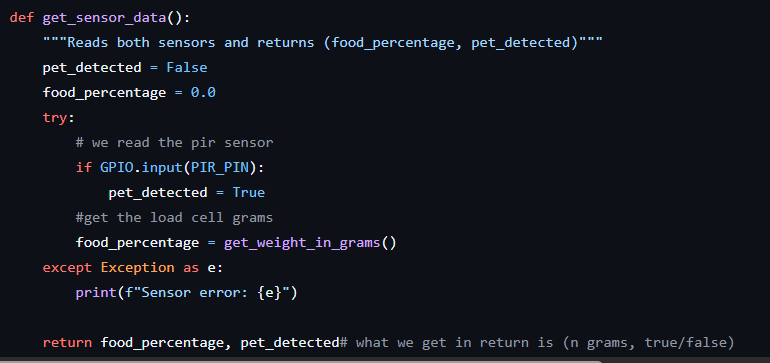 def get_sensor_data():
    """Reads both sensors and returns (food_percentage, pet_detected)"""
    pet_detected = False
    food_percentage = 0.0
    try:
        # we read the pir sensor
        if GPIO.input(PIR_PIN):
            pet_detected = True
        #get the load cell grams
        food_percentage = get_weight_in_grams()
    except Exception as e:
        print(f"Sensor error: {e}")

    return food_percentage, pet_detected# what we get in return is (n grams, true/false)